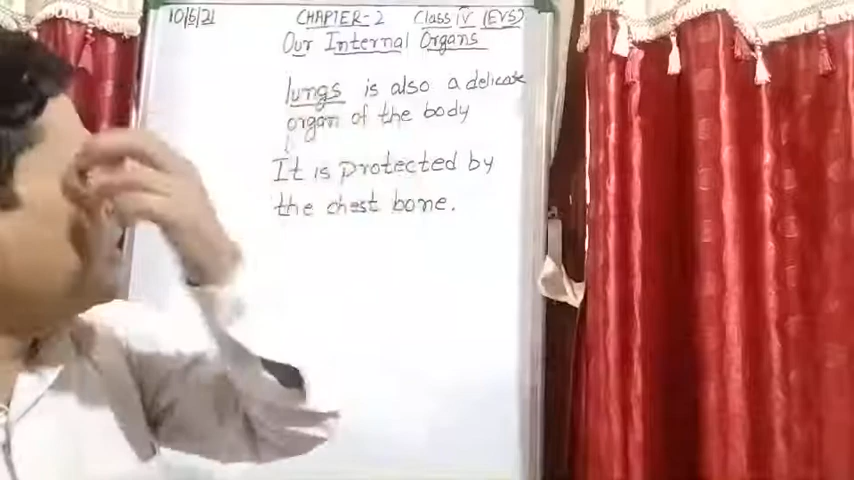 10/5/21 CHAPTER-2 Class IV (EVS)
Our Internal Organs
lungs is also a delicate
organ of the body
It is protected by
the chest bone.